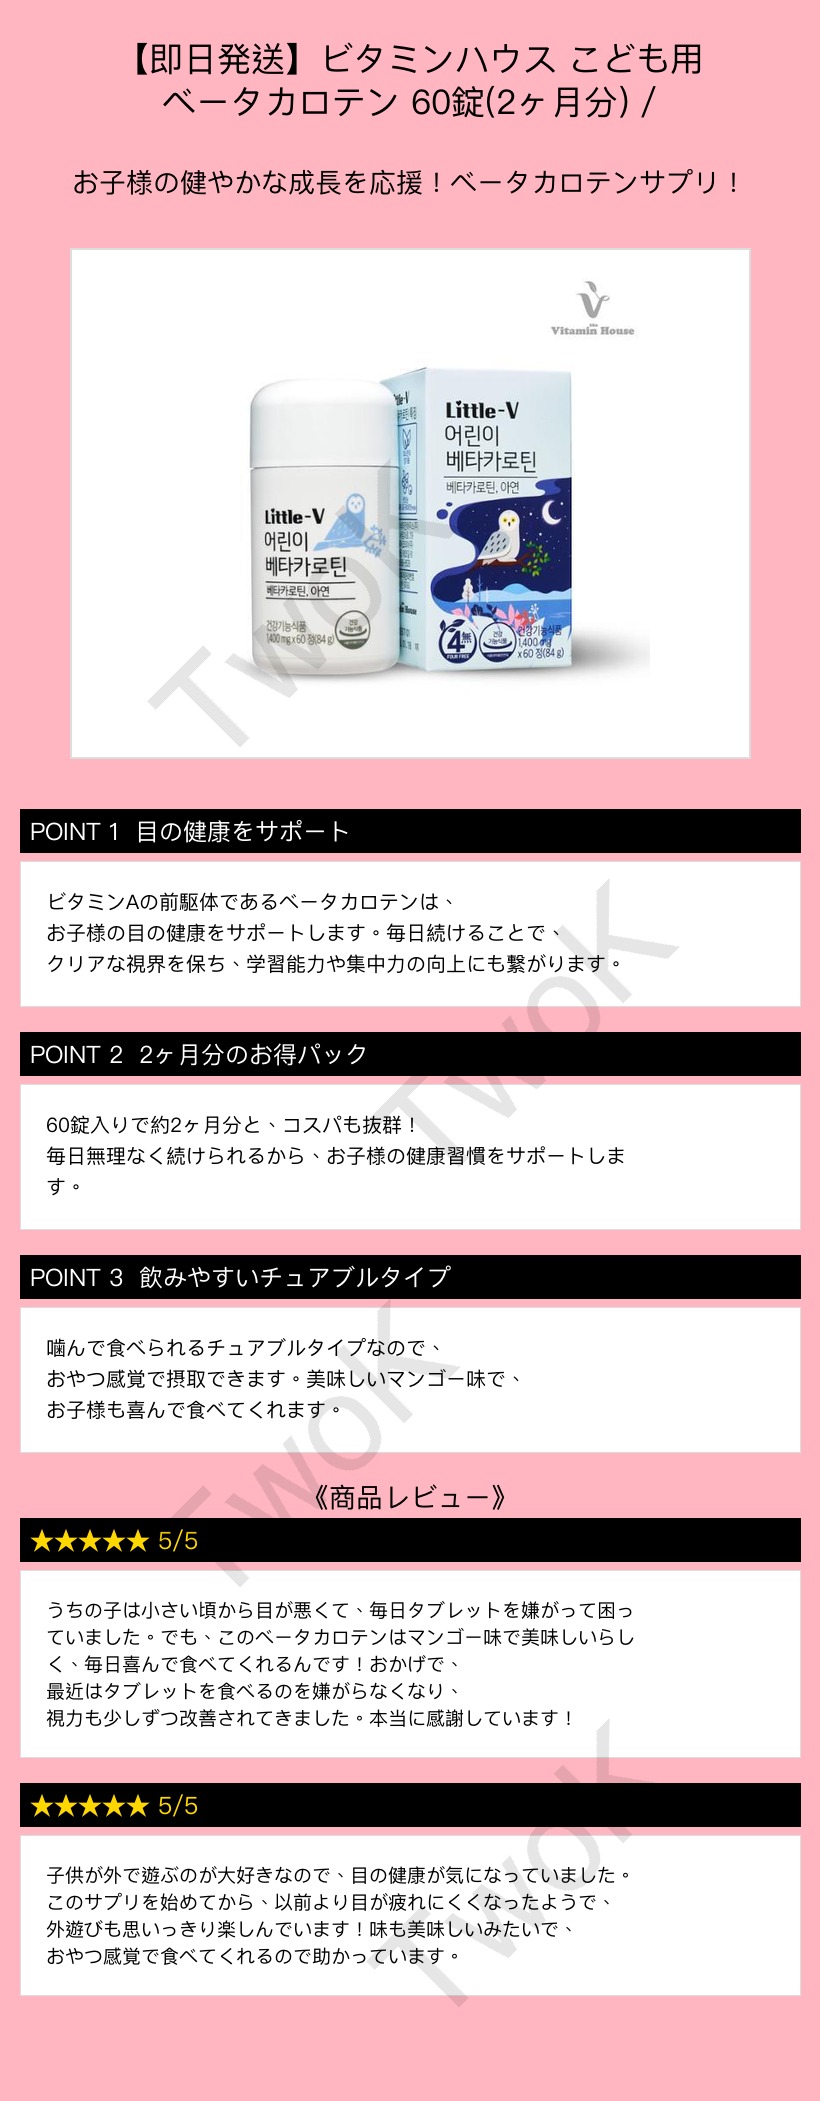 【即日発送】ビタミンハウス こども用
ベータカロテン 60錠(2ヶ月分) /
お子様の健やかな成長を応援！ベータカロテンサプリ！
Vitamin House
Little-V
어린이
베타카로틴
베타카로틴, 아연
4無
FOUR FREE
건강
기능식품
건강기능식품
1,400 mg
x 60 정(84 g)
Little-V
어린이
베타카로틴
베타카로틴, 아연
건강기능식품
1,400 mg x 60 정(84 g)
건강
기능식품
TwoK
POINT 1 目の健康をサポート
ビタミンAの前駆体であるベータカロテンは、
お子様の目の健康をサポートします。毎日続けることで、
クリアな視界を保ち、学習能力や集中力の向上にも繋がります。
TwoK
POINT 2 2ヶ月分のお得パック
60錠入りで約2ヶ月分と、コスパも抜群！
毎日無理なく続けられるから、お子様の健康習慣をサポートしま
す。
POINT 3 飲みやすいチュアブルタイプ
噛んで食べられるチュアブルタイプなので、
おやつ感覚で摂取できます。美味しいマンゴー味で、
お子様も喜んで食べてくれます。
TwoK
《商品レビュー》
★★★★★ 5/5
うちの子は小さい頃から目が悪くて、毎日タブレットを嫌がって困っ
ていました。でも、このベータカロテンはマンゴー味で美味しいらし
く、毎日喜んで食べてくれるんです！おかげで、
最近はタブレットを食べるのを嫌がらなくなり、
視力も少しずつ改善されてきました。本当に感謝しています！
★★★★★ 5/5
子供が外で遊ぶのが大好きなので、目の健康が気になっていました。
このサプリを始めてから、以前より目が疲れにくくなったようで、
外遊びも思いっきり楽しんでいます！味も美味しいみたいで、
おやつ感覚で食べてくれるので助かっています。
TwoK